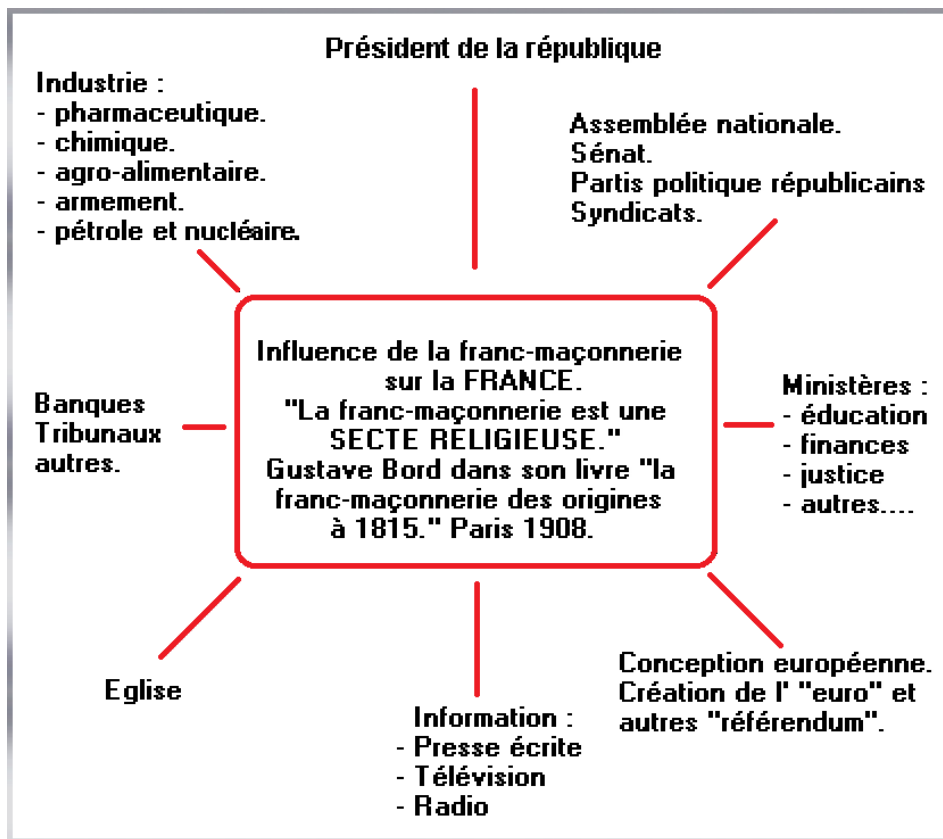 Président de la république
Industrie :
- pharmaceutique.
- chimique.
- agro-alimentaire.
- armement.
- pétrole et nucléaire.
Assemblée nationale.
Sénat.
Partis politique républicains
Syndicats.
Influence de la franc-maçonnerie
sur la FRANCE.
"La franc-maçonnerie est une
SECTE RELIGIEUSE."
Gustave Bord dans son livre "la
franc-maçonnerie des origines
à 1815." Paris 1908.
Banques
Tribunaux
autres.
Ministères :
- éducation
- finances
- justice
- autres....
Eglise
Information :
- Presse écrite
- Télévision
- Radio
Conception européenne.
Création de l' "euro" et
autres "référendum".